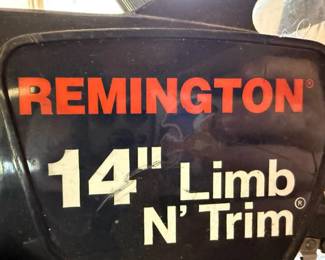 REMINGTON®
14" Limb
N' Trim®